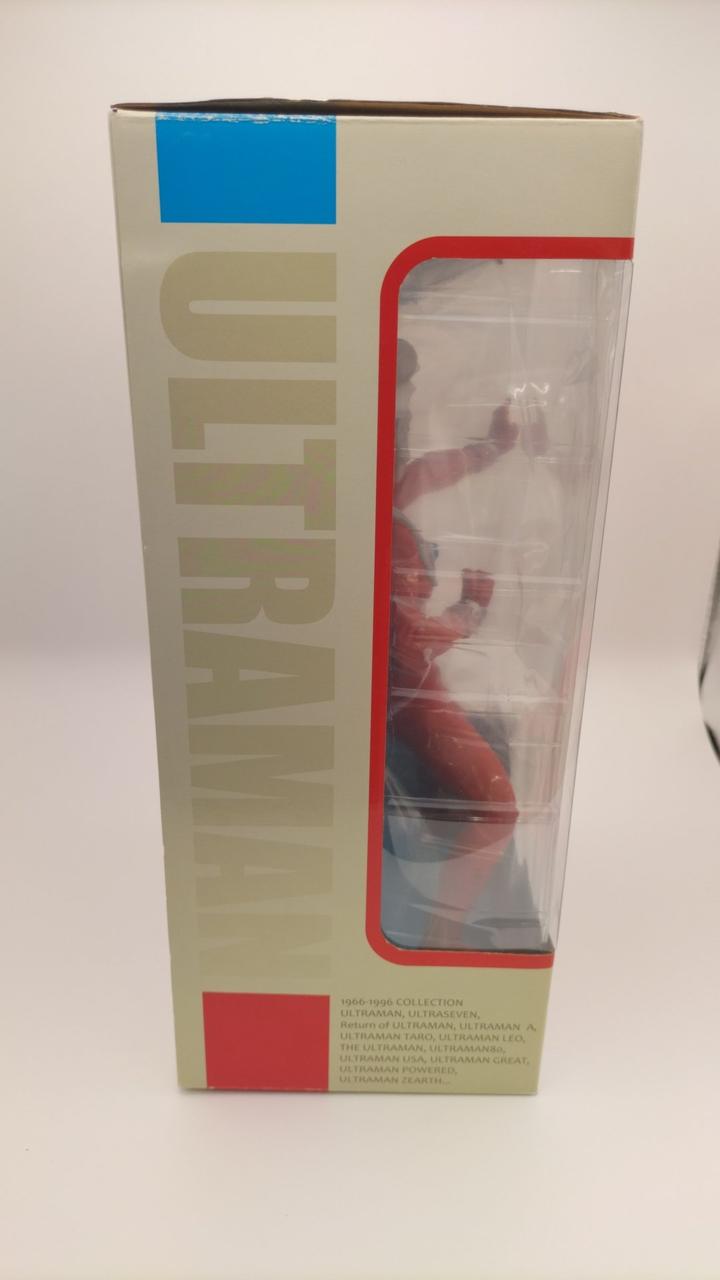 ULTRAMAN
1966-1996 COLLECTION
ULTRAMAN, ULTRASEVEN,
Return of ULTRAMAN, ULTRAMAN A,
ULTRAMAN TARO, ULTRAMAN LEO,
THE ULTRAMAN, ULTRAMAN80,
ULTRAMAN USA, ULTRAMAN GREAT,
ULTRAMAN POWERED,
ULTRAMAN ZEARTH...